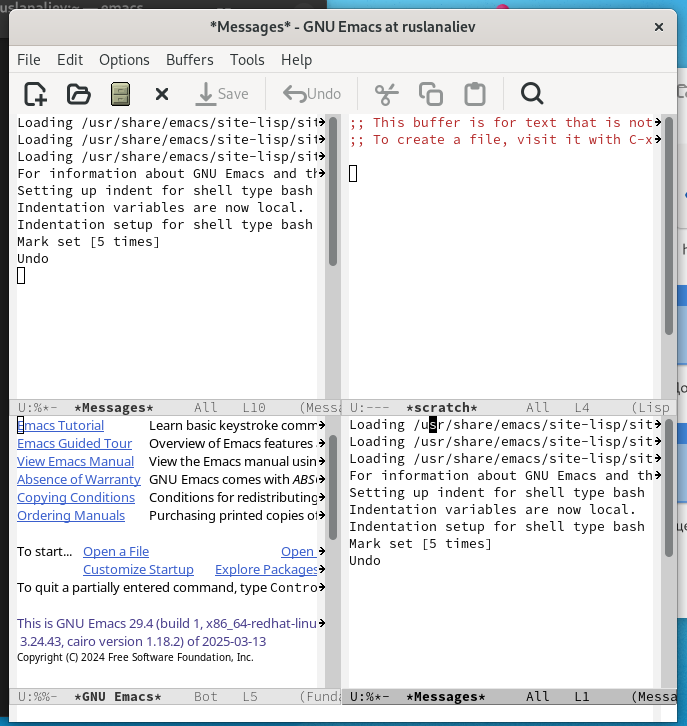 *Messages* - GNU Emacs at ruslanaliev
File Edit Options Buffers Tools Help
Save Undo
Loading /usr/share/emacs/site-lisp/sit
Loading /usr/share/emacs/site-lisp/sit
Loading /usr/share/emacs/site-lisp/sit
For information about GNU Emacs and th
Setting up indent for shell type bash
Indentation variables are now local.
Indentation setup for shell type bash
Mark set [5 times]
Undo
U:%*- *Messages* All L10 (Messa
;; This buffer is for text that is not
;; To create a file, visit it with C-x
U:--- *scratch* All L4 (Lisp
Emacs Tutorial Learn basic keystroke comm
Emacs Guided Tour Overview of Emacs features
View Emacs Manual View the Emacs manual usin
Absence of Warranty GNU Emacs comes with ABS
Copying Conditions Conditions for redistributing
Ordering Manuals Purchasing printed copies o
To start... Open a File Open
Customize Startup Explore Packages
To quit a partially entered command, type Contro
This is GNU Emacs 29.4 (build 1, x86_64-redhat-linu
3.24.43, cairo version 1.18.2) of 2025-03-13
Copyright (C) 2024 Free Software Foundation, Inc.
U:%%- *GNU Emacs* Bot L5 (Funda
Loading /usr/share/emacs/site-lisp/sit
Loading /usr/share/emacs/site-lisp/sit
Loading /usr/share/emacs/site-lisp/sit
For information about GNU Emacs and th
Setting up indent for shell type bash
Indentation variables are now local.
Indentation setup for shell type bash
Mark set [5 times]
Undo
U:%*- *Messages* All L1 (Messa